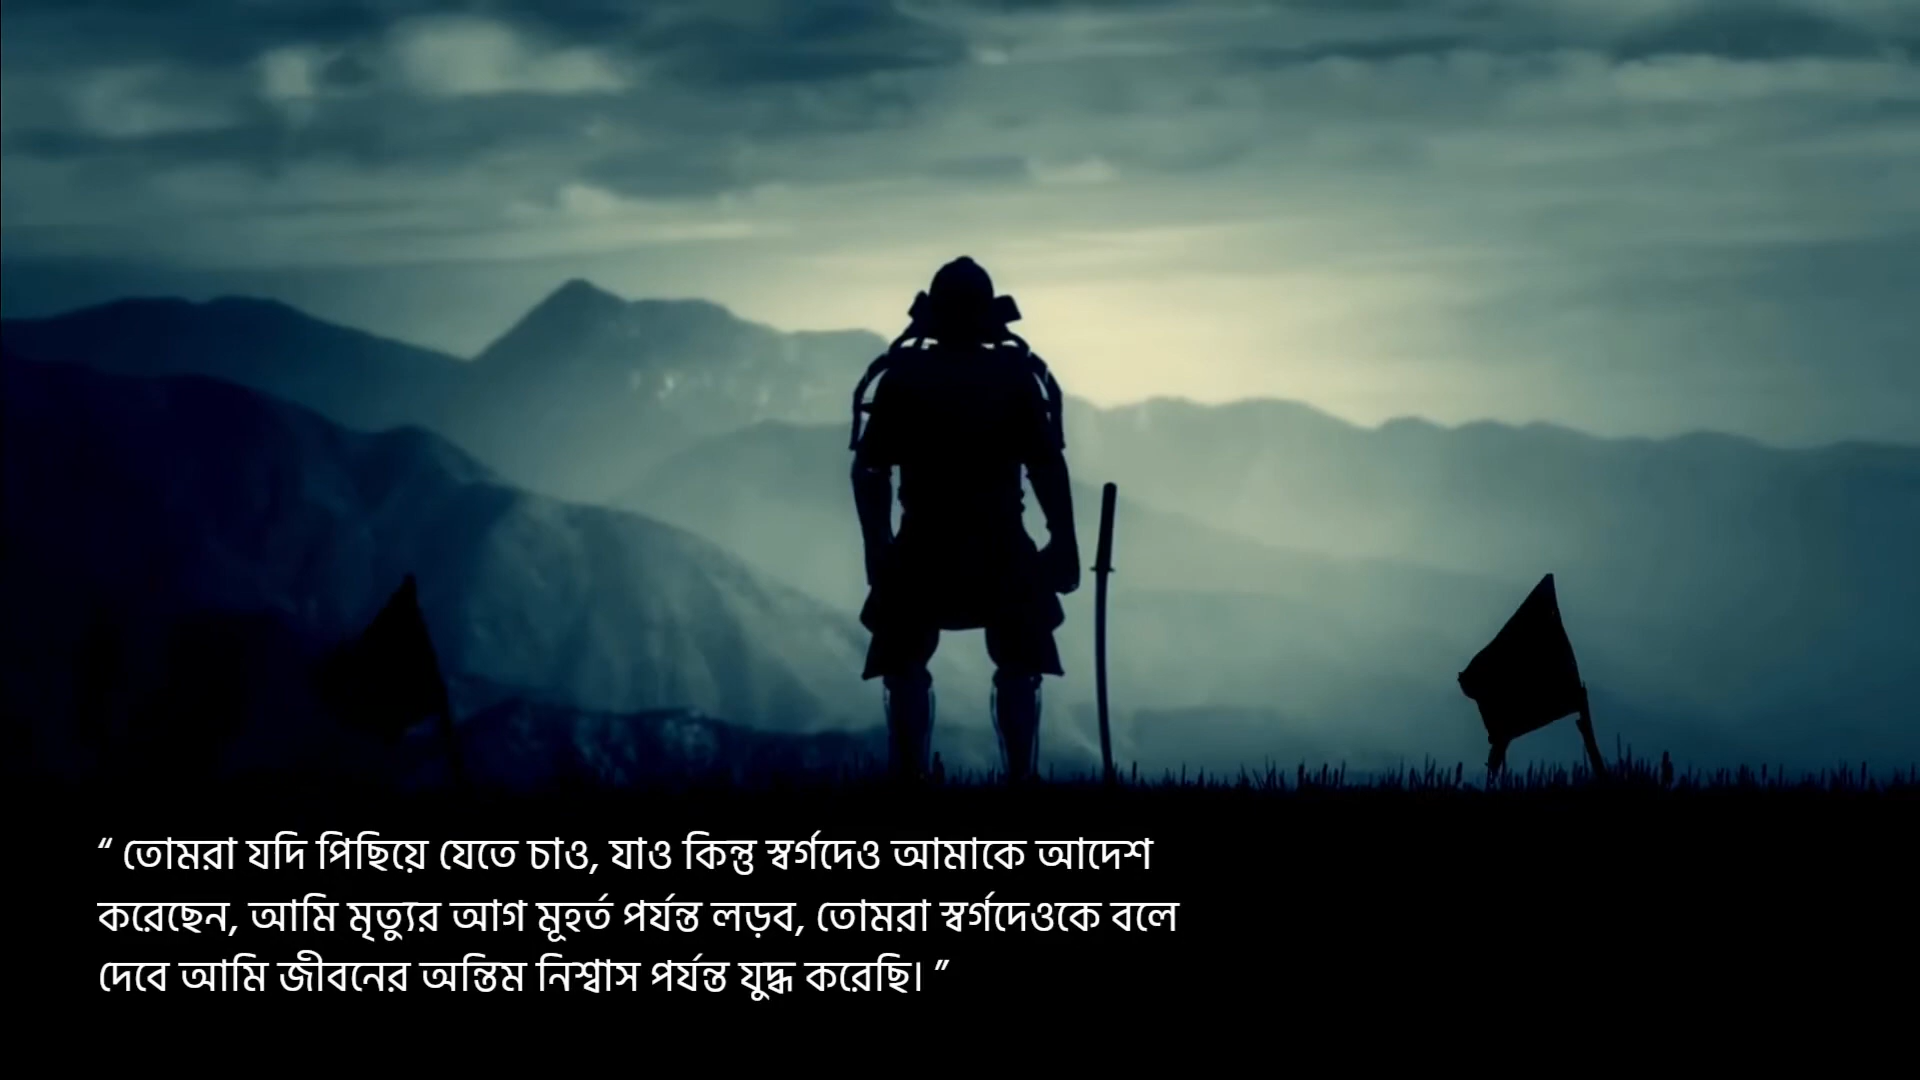 “ তোমরা যদি পিছিয়ে যেতে চাও, যাও কিন্তু স্বর্গদেও আমাকে আদেশ
করেছেন, আমি মৃত্যুর আগ মূহর্ত পর্যন্ত লড়ব, তোমরা স্বর্গদেওকে বলে
দেবে আমি জীবনের অন্তিম নিশ্বাস পর্যন্ত যুদ্ধ করেছি। ”